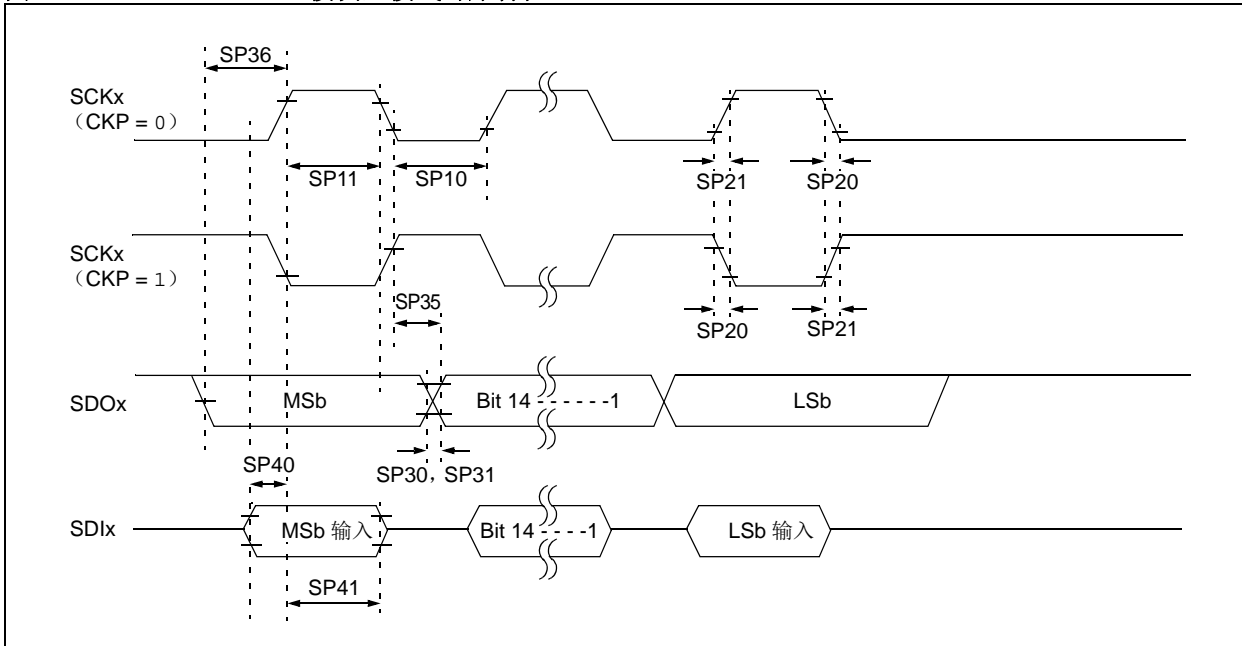 SP36
SCKx
（CKP = 0）
SP11
SP10
SP21
SP20
SCKx
（CKP = 1）
SP35
SP20
SP21
SDOx
MSb
Bit 14 - - - - - -1
LSb
SP40
SP30，SP31
SDIx
MSb 输入
Bit 14 - - - -1
LSb 输入
SP41